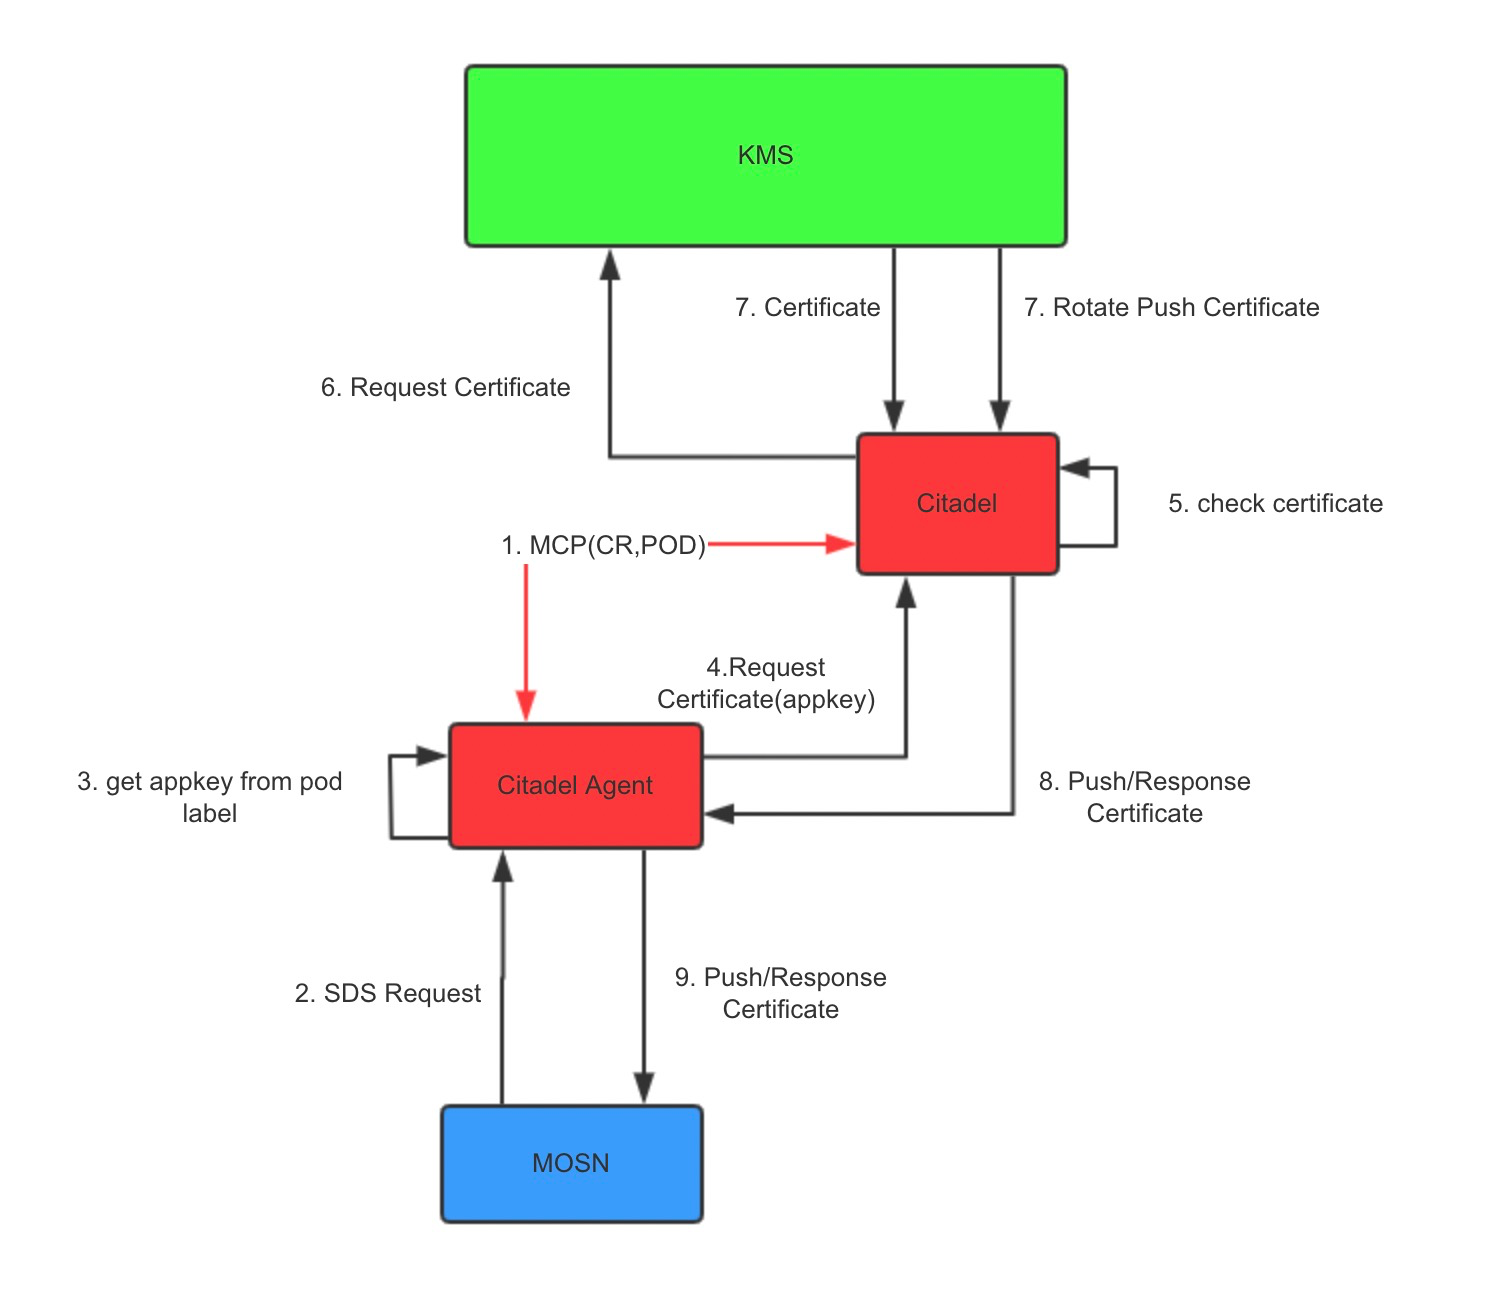 KMS
7. Certificate
7. Rotate Push Certificate
6. Request Certificate
Citadel
5. check certificate
1. MCP(CR,POD)
4.Request
Certificate(appkey)
Citadel Agent
3. get appkey from pod
label
8. Push/Response
Certificate
2. SDS Request
9. Push/Response
Certificate
MOSN